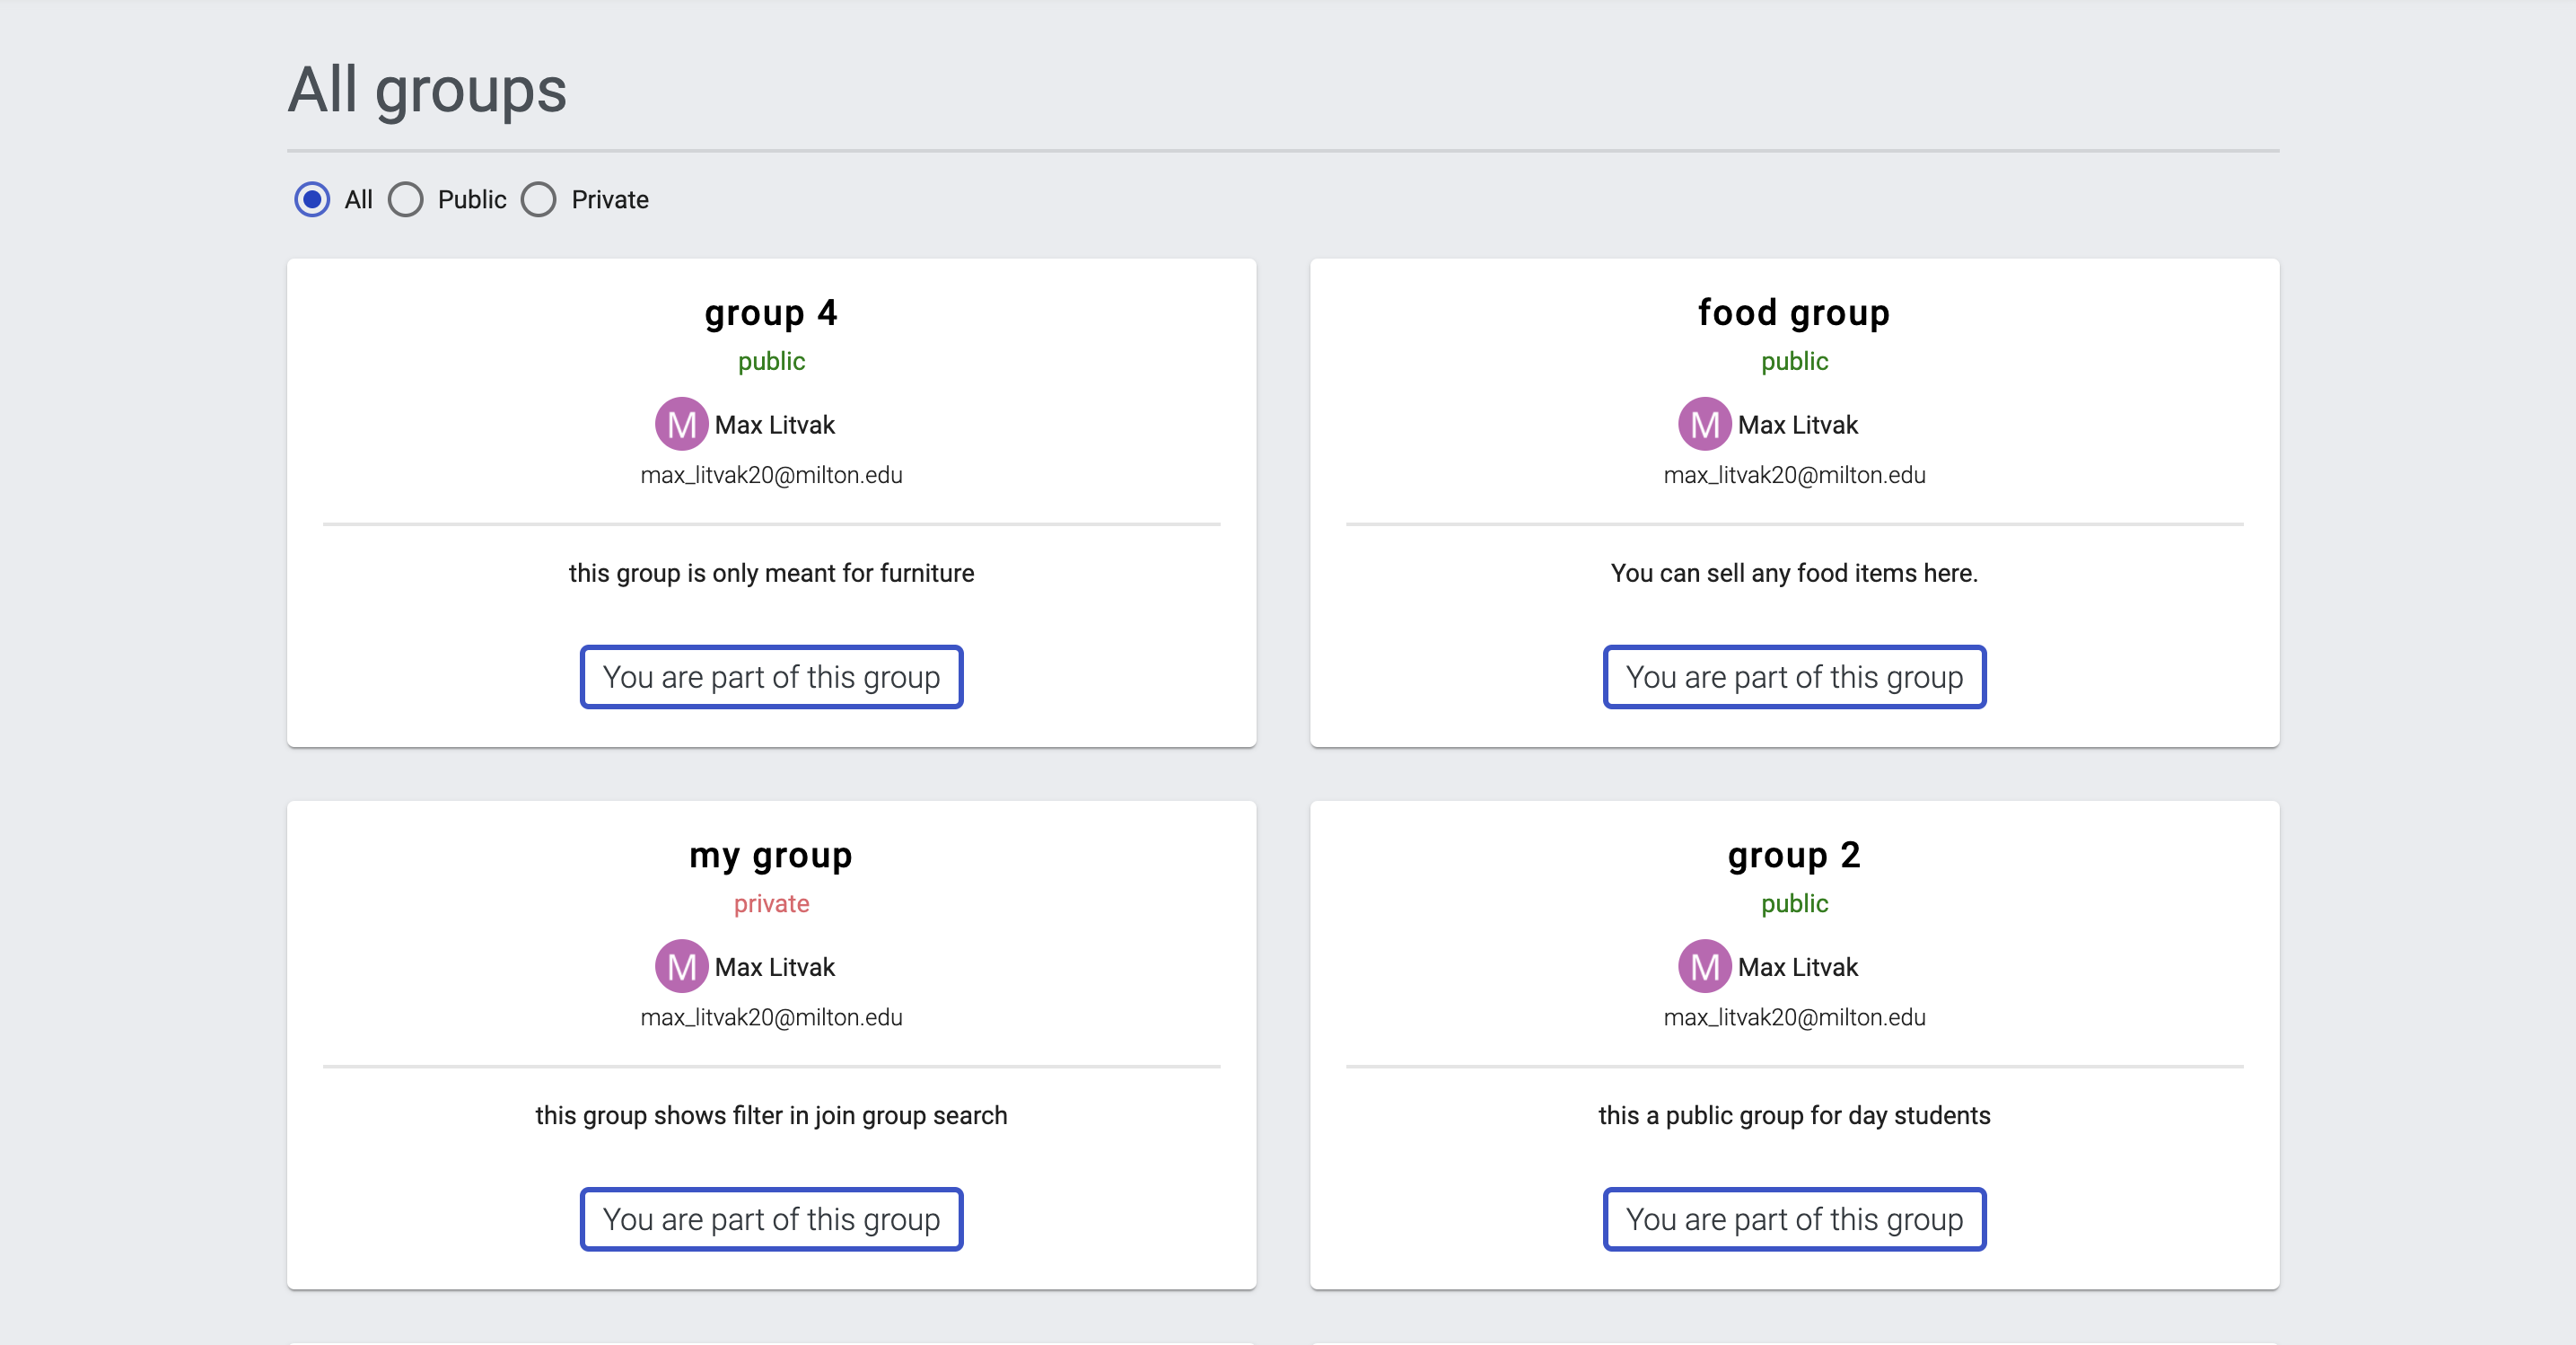 All groups
All Public Private
group 4
public
M Max Litvak
max_litvak20@milton.edu
this group is only meant for furniture
You are part of this group
food group
public
M Max Litvak
max_litvak20@milton.edu
You can sell any food items here.
You are part of this group
my group
private
M Max Litvak
max_litvak20@milton.edu
this group shows filter in join group search
You are part of this group
group 2
public
M Max Litvak
max_litvak20@milton.edu
this a public group for day students
You are part of this group